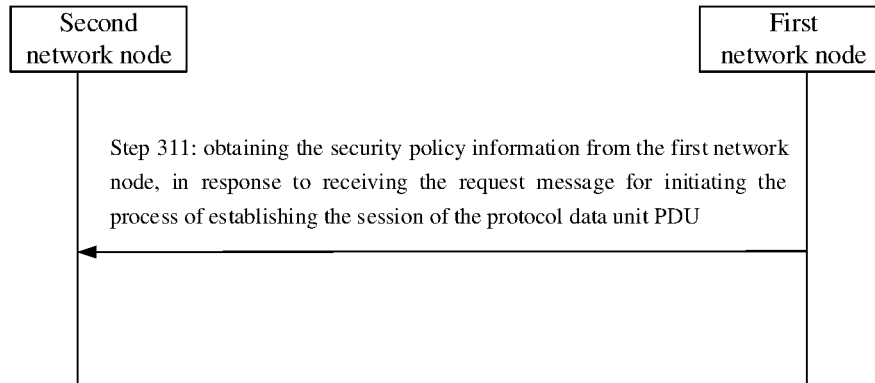 Second
network node
First
network node
Step 311: obtaining the security policy information from the first network
node, in response to receiving the request message for initiating the
process of establishing the session of the protocol data unit PDU